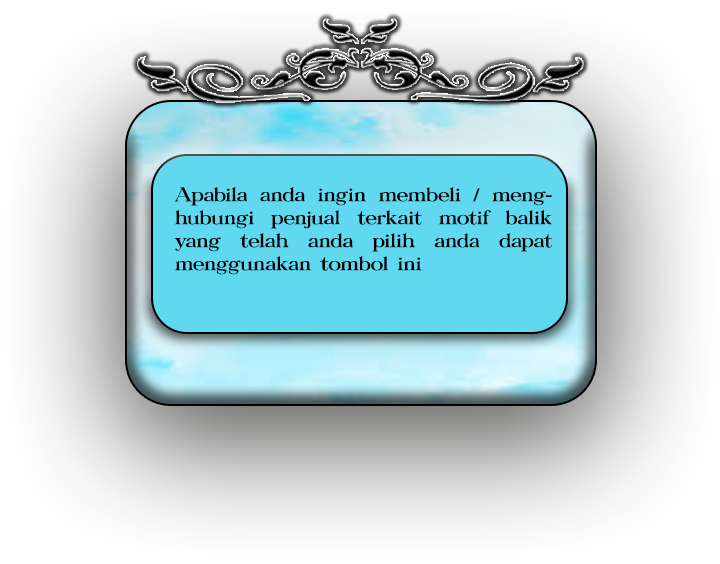 Apabila anda ingin membeli / meng-
hubungi penjual terkait motif balik
yang telah anda pilih anda dapat
menggunakan tombol ini